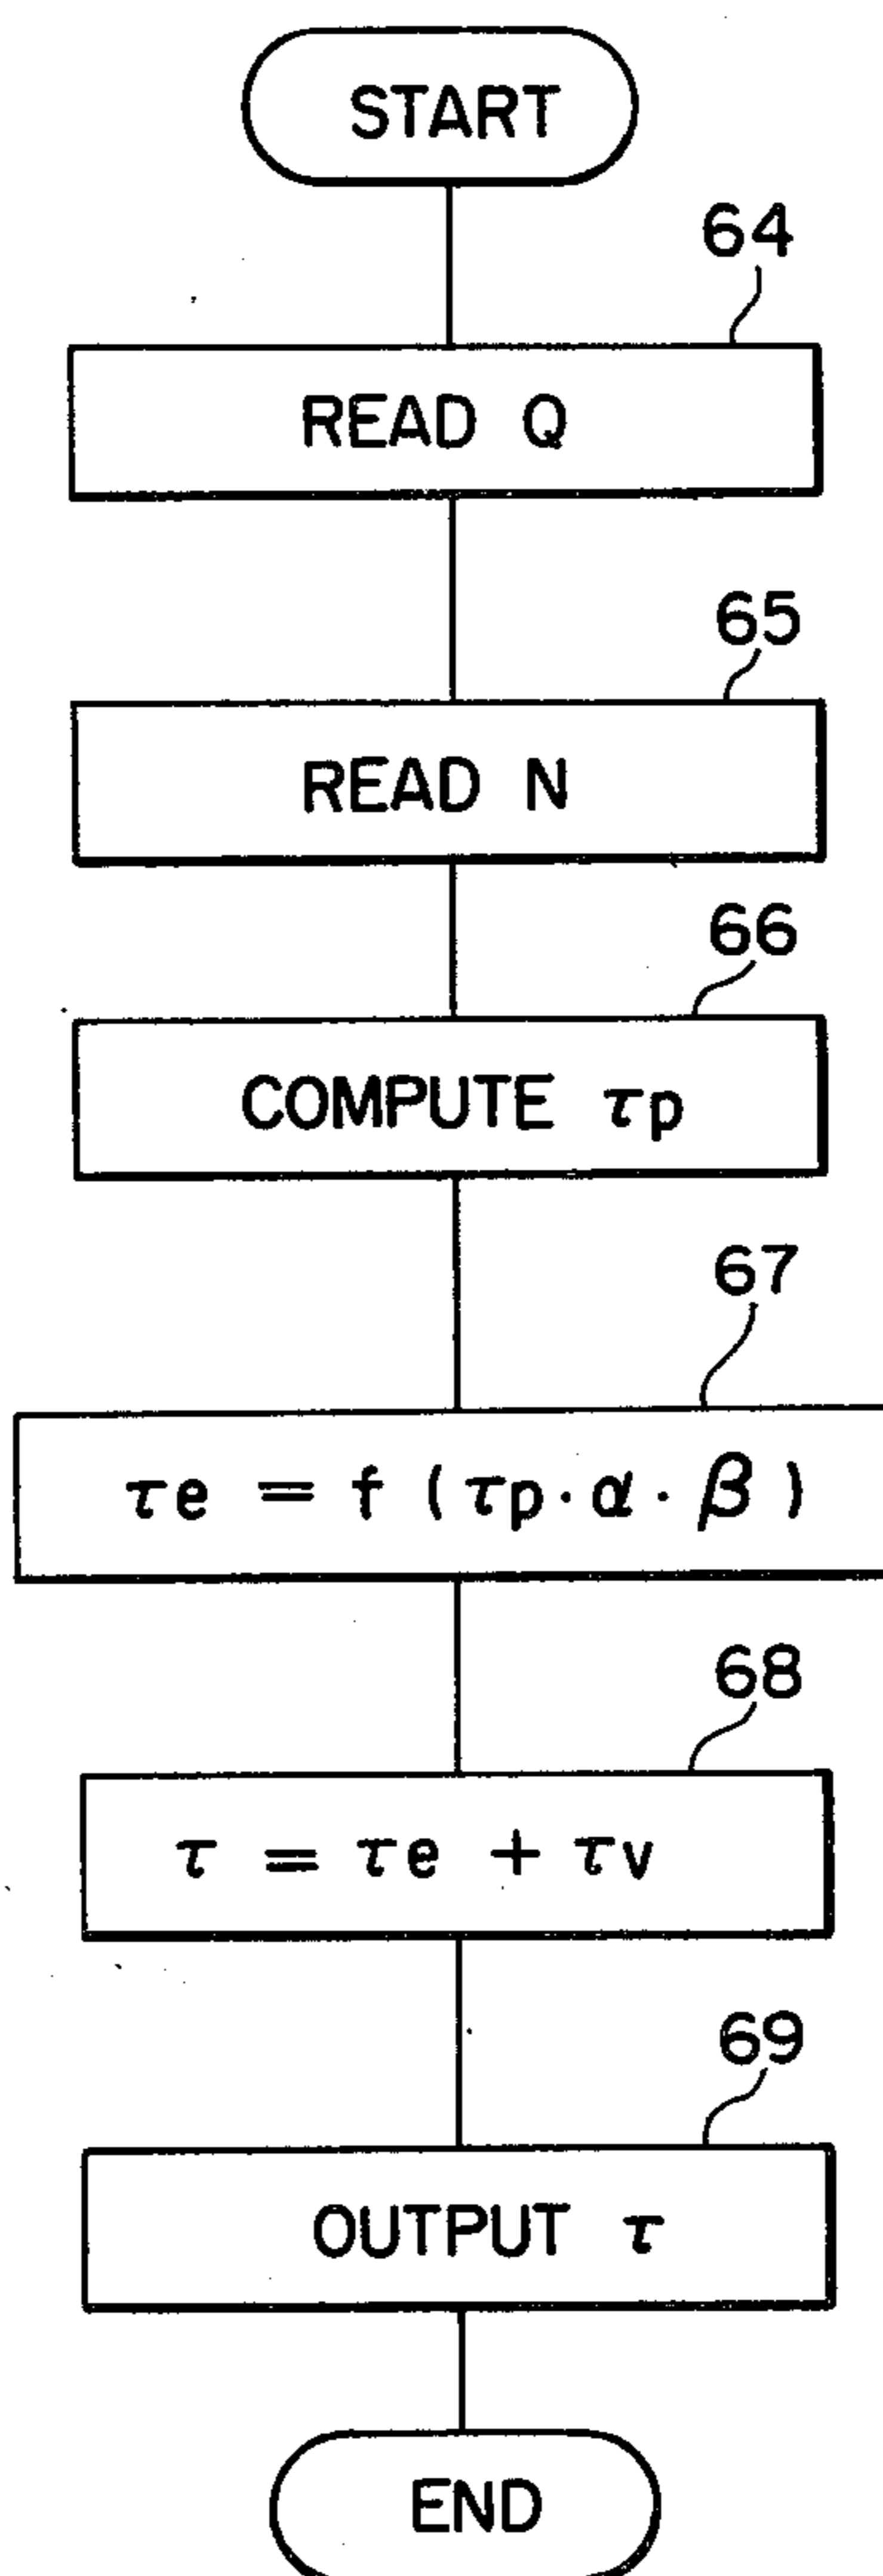 START
64
READ Q
65
READ N
66
COMPUTE τp
67
τe = f (τp・α・β)
68
τ = τe + τv
69
OUTPUT τ
END